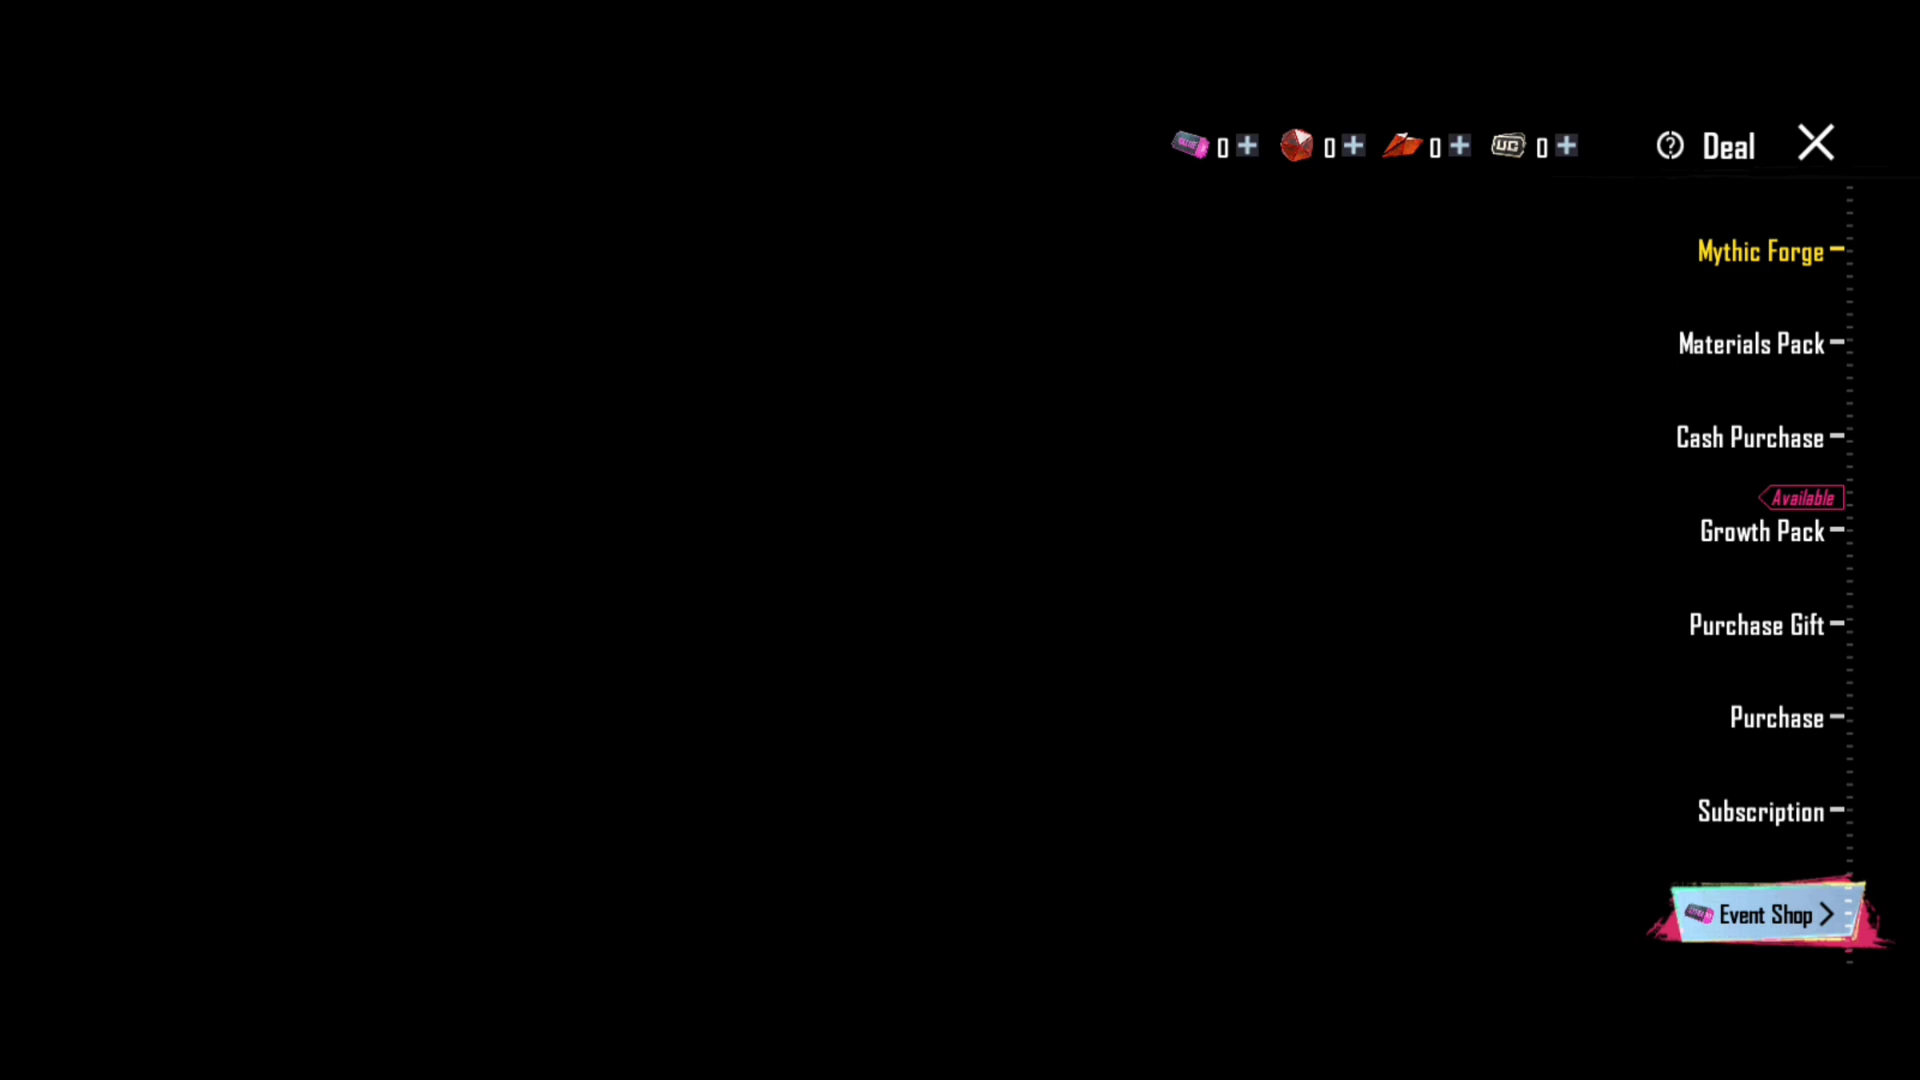 0 0 0 UC 0 Deal
Mythic Forge
Materials Pack
Cash Purchase
Available
Growth Pack
Purchase Gift
Purchase
Subscription
Event Shop